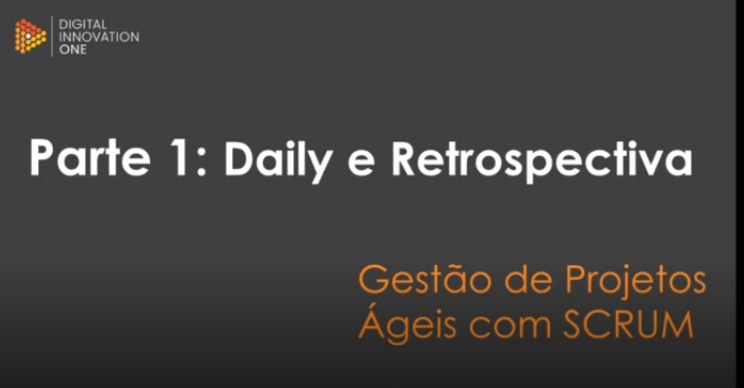 DIGITAL
INNOVATION
ONE
Parte 1: Daily e Retrospectiva
Gestão de Projetos
Ágeis com SCRUM